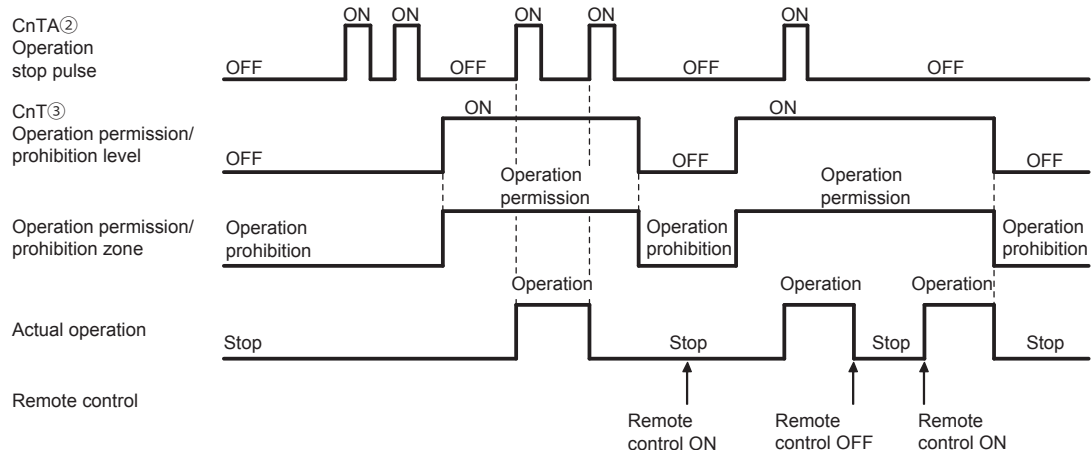 CnTA②
Operation
stop pulse
ON ON ON ON ON
OFF OFF OFF OFF
CnT③
Operation permission/
prohibition level
ON ON
OFF OFF OFF
Operation permission/
prohibition zone
Operation
permission
Operation
permission
Operation
prohibition
Operation
prohibition
Operation
prohibition
Operation Operation Operation
Actual operation
Stop Stop Stop Stop
Remote control
Remote
control ON
Remote
control OFF
Remote
control ON